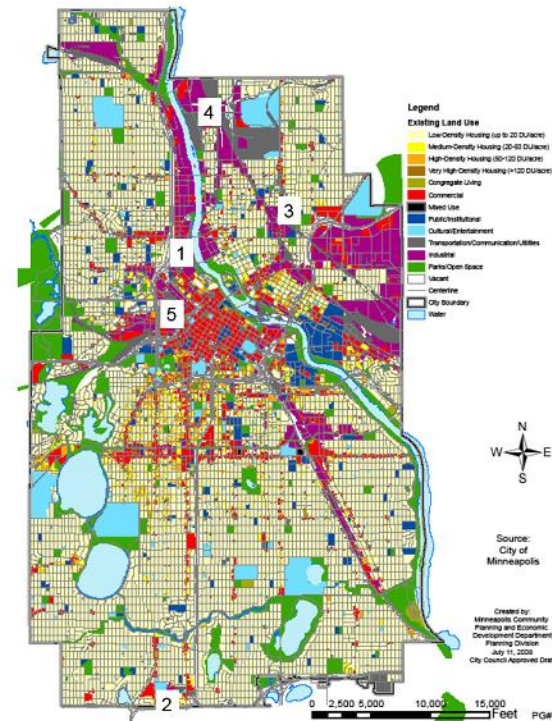 4
3
1
5
2
Legend
Existing Land Use
Low-Density Housing (up to 20 DU/acre)
Medium-Density Housing (20-50 DU/acre)
High-Density Housing (50-120 DU/acre)
Very High-Density Housing (>120 DU/acre)
Congregate Living
Commercial
Mixed Use
Public/Institutional
Cultural/Entertainment
Transportation/Communication/Utilities
Industrial
Parks/Open Space
Vacant
Centerline
City Boundary
Water
N
W E
S
Source:
City of
Minneapolis
Created by:
Minneapolis Community
Planning and Economic
Development Department
Planning Division
July 11, 2008
City Council Approved Draft
0 2,500 5,000 10,000 15,000
Feet